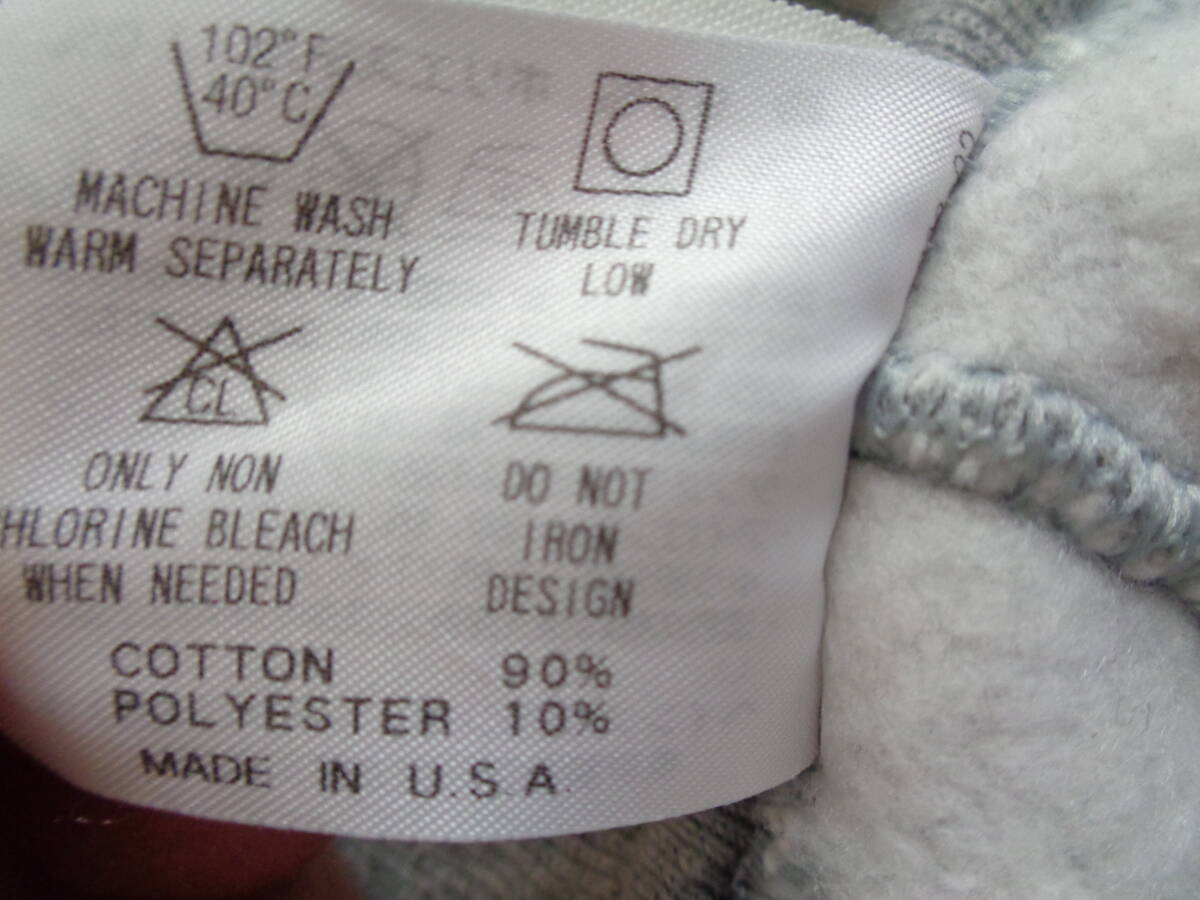 102°F
40°C
MACHINE WASH
WARM SEPARATELY
TUMBLE DRY
LOW
CL
ONLY NON
HLORINE BLEACH
WHEN NEEDED
DO NOT
IRON
DESIGN
COTTON 90%
POLYESTER 10%
MADE IN U.S.A.